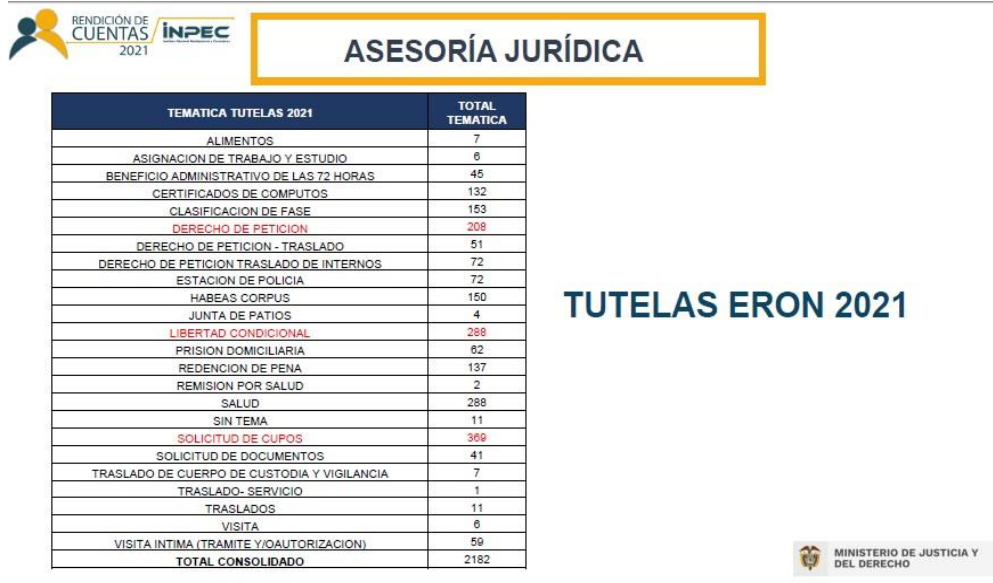 RENDICIÓN DE
CUENTAS
2021
INPEC
ASESORÍA JURÍDICA
TEMATICA TUTELAS 2021 TOTAL TEMATICA
ALIMENTOS 7
ASIGNACION DE TRABAJO Y ESTUDIO 6
BENEFICIO ADMINISTRATIVO DE LAS 72 HORAS 45
CERTIFICADOS DE COMPUTOS 132
CLASIFICACION DE FASE 153
DERECHO DE PETICION 208
DERECHO DE PETICION - TRASLADO 51
DERECHO DE PETICION TRASLADO DE INTERNOS 72
ESTACION DE POLICIA 72
HABEAS CORPUS 150
JUNTA DE PATIOS 4
LIBERTAD CONDICIONAL 288
PRISION DOMICILIARIA 62
REDENCION DE PENA 137
REMISION POR SALUD 2
SALUD 288
SIN TEMA 11
SOLICITUD DE CUPOS 369
SOLICITUD DE DOCUMENTOS 41
TRASLADO DE CUERPO DE CUSTODIA Y VIGILANCIA 7
TRASLADO- SERVICIO 1
TRASLADOS 11
VISITA 6
VISITA INTIMA (TRAMITE Y/OAUTORIZACION) 59
TOTAL CONSOLIDADO 2182
TUTELAS ERON 2021
MINISTERIO DE JUSTICIA Y
DEL DERECHO